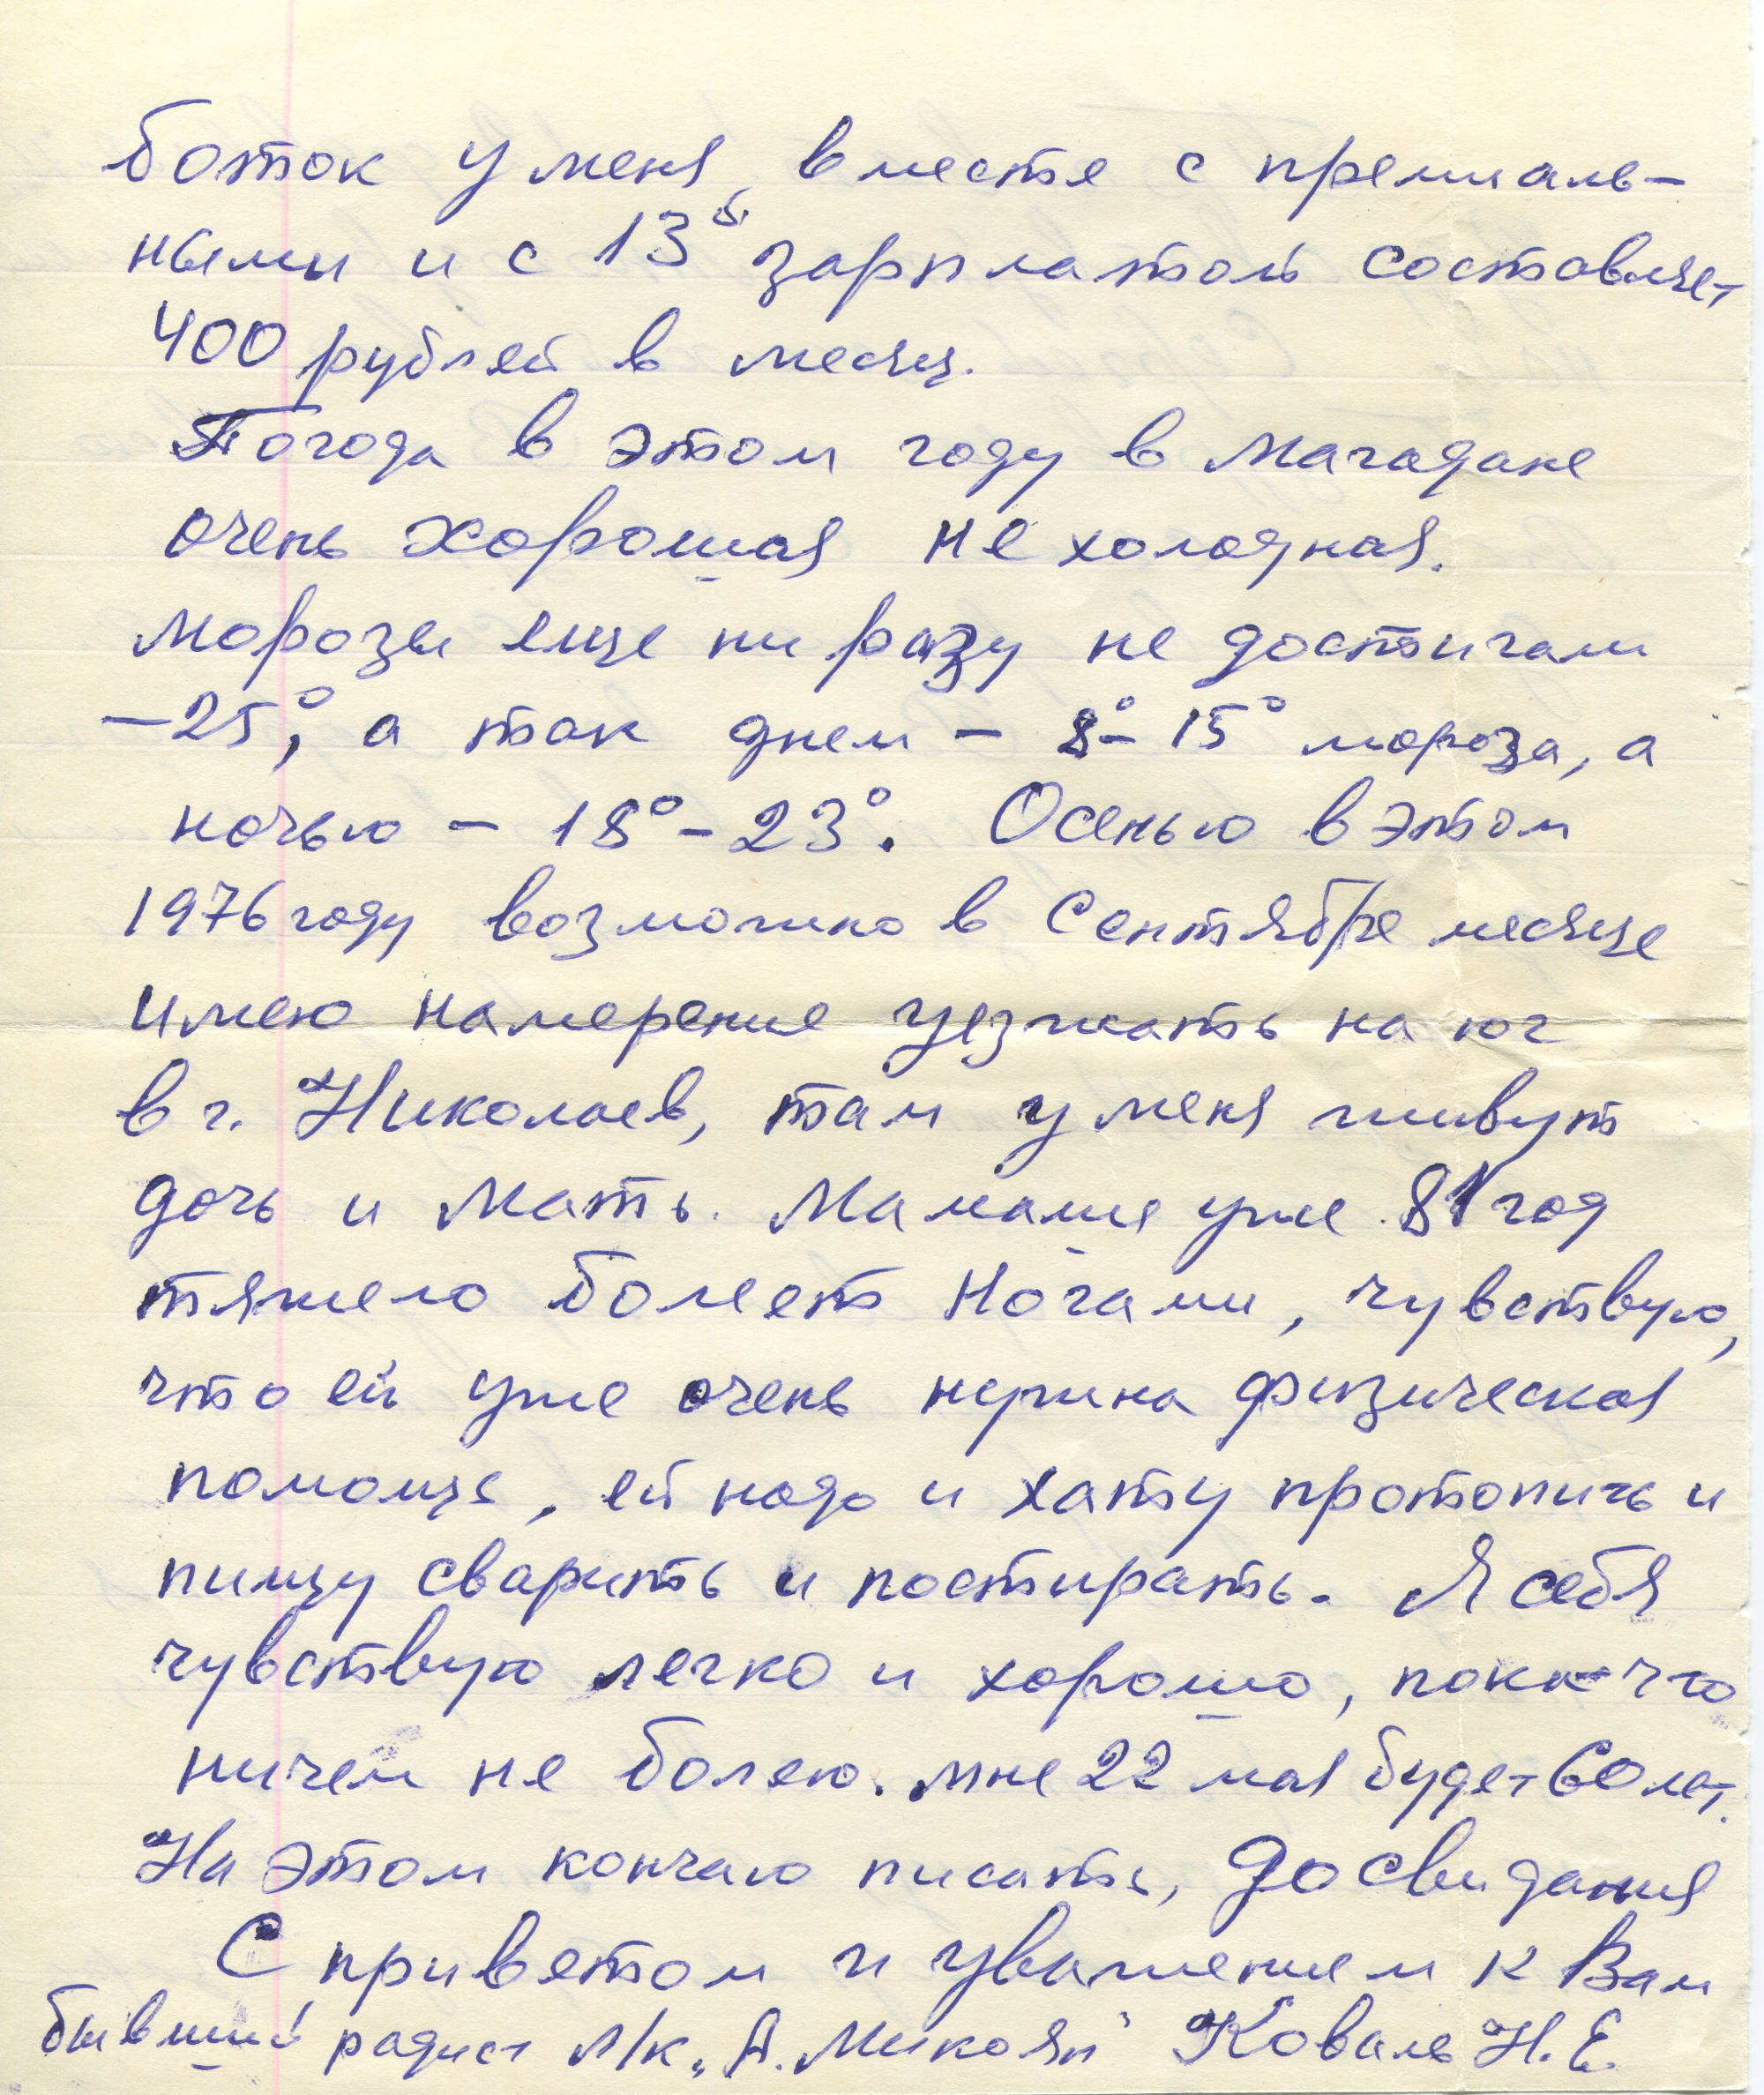 боток у меня, вместе с премиаль-
ными и с 13й зарплатой составляет
400 рублей в месяц.
Погода в этом году в Магадане
очень хорошая не холодная.
морозы еще ни разу не достигали
-25°, а так днем - 8°- 15° мороза, а
ночью - 18°- 23°. Осенью в этом
1976 году возможно в Сентябре месяце
имею намерение уезжать на юг
в г. Николаев, там у меня живут
дочь и Мать. Мамаше уже 81 год
тяжело болеет Ногами, чувствую,
что ей уже очень нужна физическая
помощь, ей надо и хату протопить и
пищу сварить и постирать. Я себя
чувствую легко и хорошо, пока-что
ничем не болею. мне 22 мая будет 60 лет.
На этом кончаю писать, До свидания
С приветом и уважением к Вам
бывший радист л/к „А. Микоян" Коваль Н. Е.